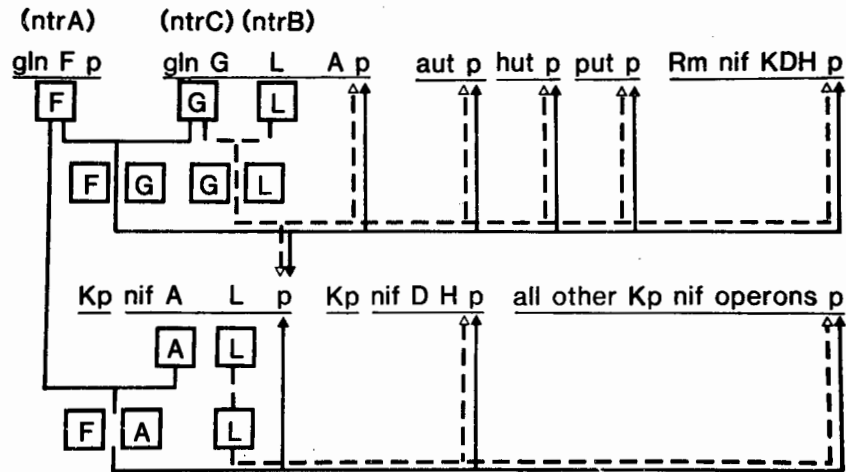 (ntrA) (ntrC) (ntrB)
gln F p gln G L A p aut p hut p put p Rm nif KDH p
F G L
F G G L
Kp nif A L p Kp nif D H p all other Kp nif operons p
A L
F A L